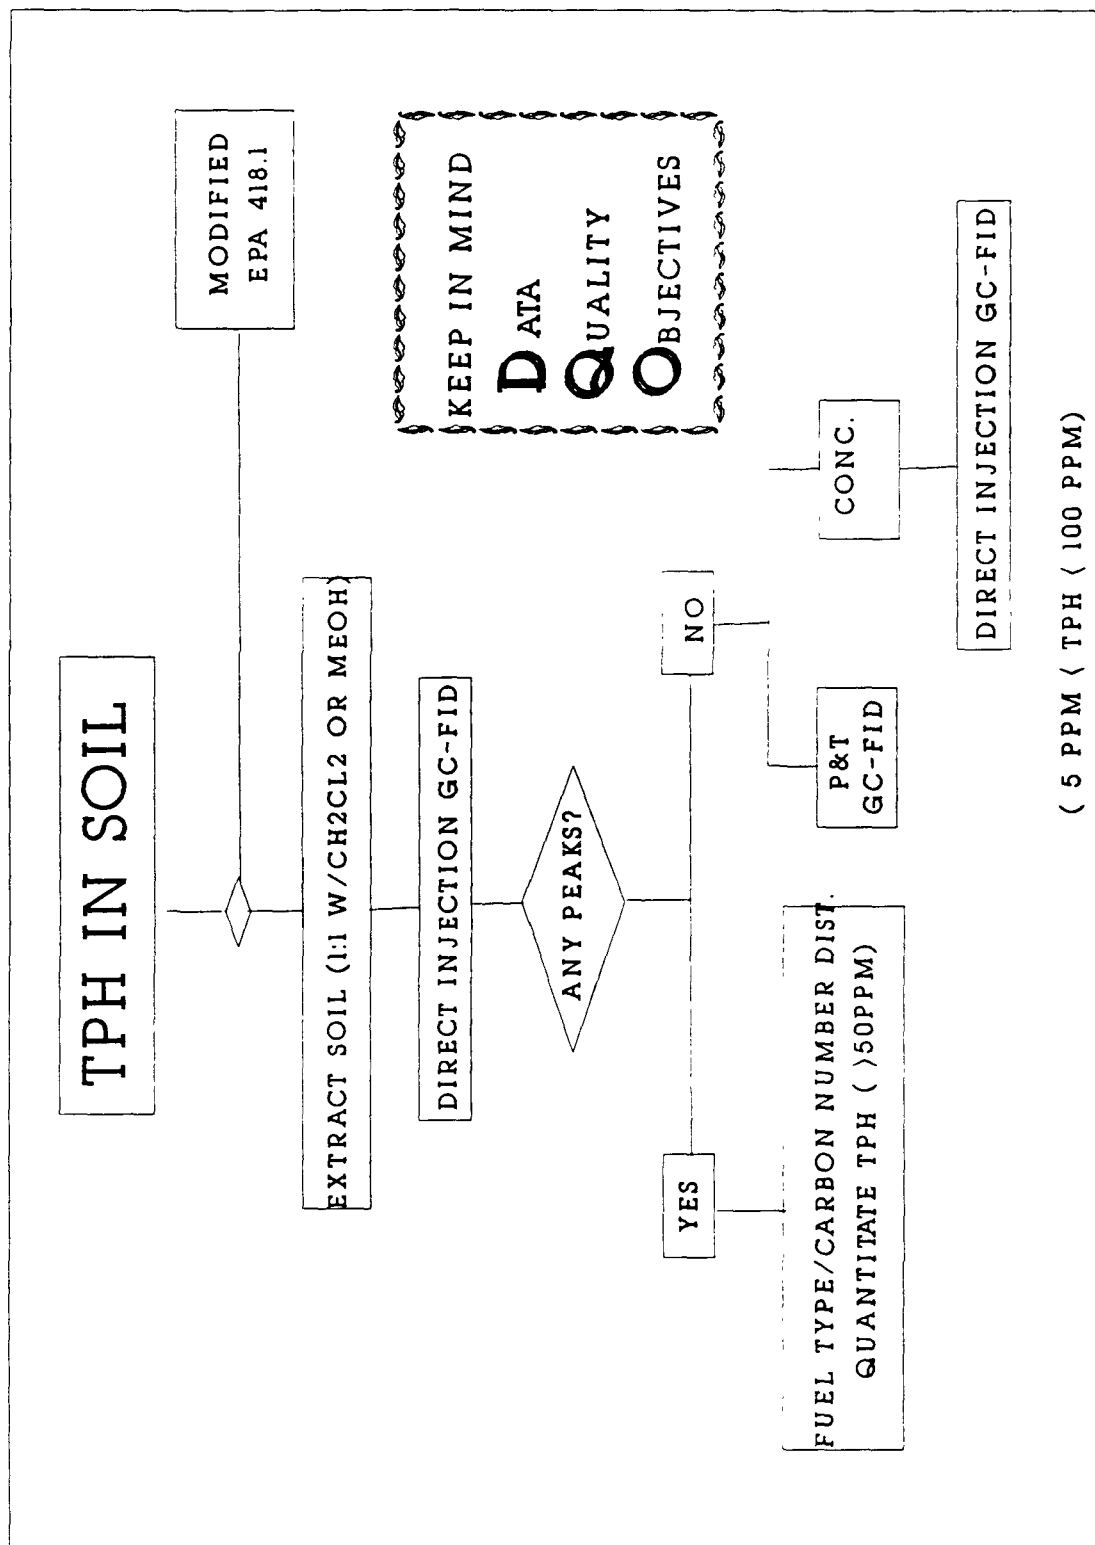 TPH IN SOIL
MODIFIED
EPA 418.1
EXTRACT SOIL (1:1 W/CH2CL2 OR MEOH)
DIRECT INJECTION GC-FID
KEEP IN MIND
DATA
QUALITY
OBJECTIVES
ANY PEAKS?
YES
NO
FUEL TYPE/CARBON NUMBER DIST.
QUANTITATE TPH ( >50PPM)
P&T
GC-FID
CONC.
DIRECT INJECTION GC-FID
( 5 PPM < TPH < 100 PPM)